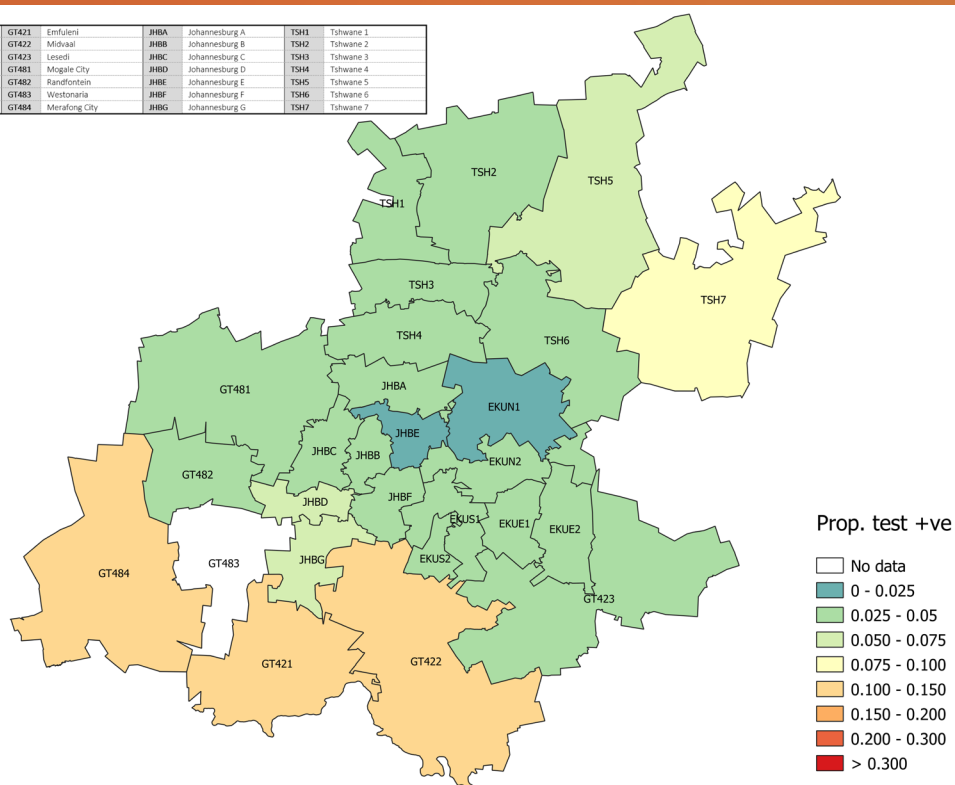 GT421 Emfuleni JHBA Johannesburg A TSH1 Tshwane 1
GT422 Midvaal JHBB Johannesburg B TSH2 Tshwane 2
GT423 Lesedi JHBC Johannesburg C TSH3 Tshwane 3
GT481 Mogale City JHBD Johannesburg D TSH4 Tshwane 4
GT482 Randfontein JHBE Johannesburg E TSH5 Tshwane 5
GT483 Westonaria JHBF Johannesburg F TSH6 Tshwane 6
GT484 Merafong City JHBG Johannesburg G TSH7 Tshwane 7
TSH2
TSH5
TSH1
TSH3
TSH7
TSH4
TSH6
JHBA
GT481
EKUN1
JHBE
JHBC
JHBB
EKUN2
GT482
JHBD
JHBF
EKUS1
EKUE1
EKUE2
GT483
JHBG
EKUS2
GT484
GT423
GT421
GT422
Prop. test +ve
No data
0 - 0.025
0.025 - 0.05
0.050 - 0.075
0.075 - 0.100
0.100 - 0.150
0.150 - 0.200
0.200 - 0.300
> 0.300